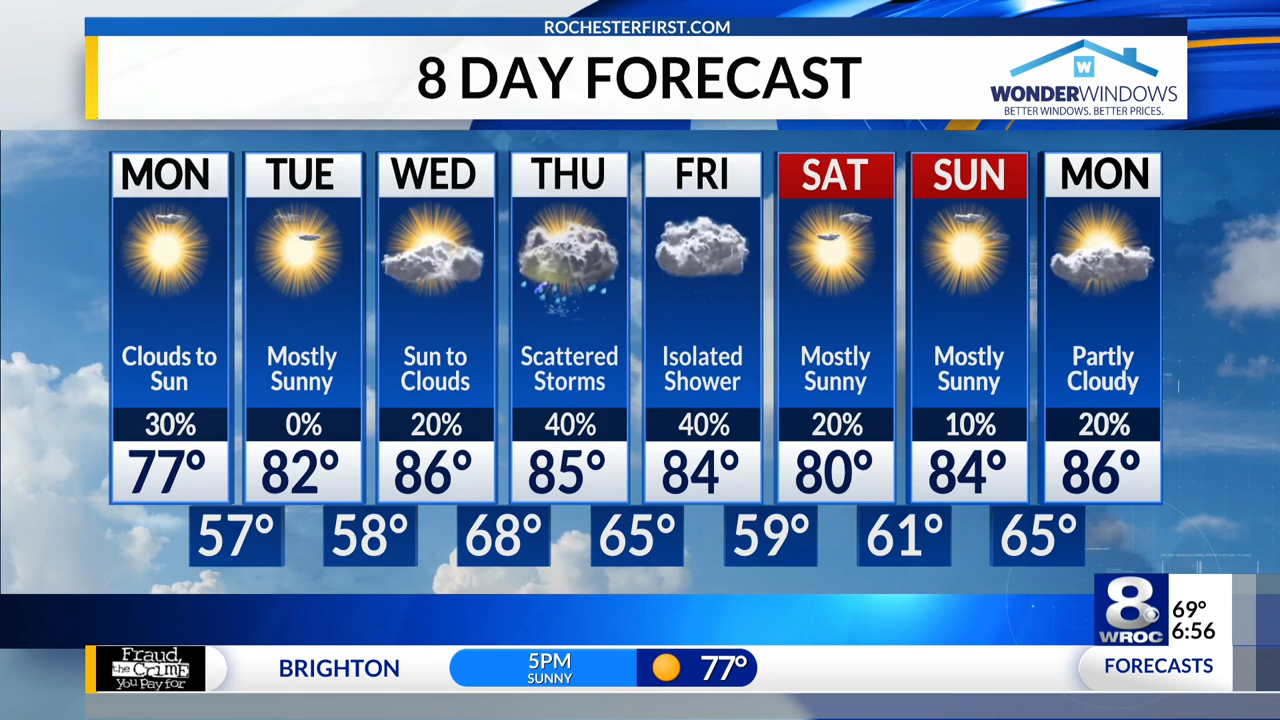 ROCHESTERFIRST.COM
8 DAY FORECAST
W
WONDERWINDOWS
BETTER WINDOWS. BETTER PRICES.
MON TUE WED THU FRI SAT SUN MON
Clouds to Mostly Sun to Scattered Isolated Mostly Mostly Partly
Sun Sunny Clouds Storms Shower Sunny Sunny Cloudy
30% 0% 20% 40% 40% 20% 10% 20%
77° 82° 86° 85° 84° 80° 84° 86°
57° 58° 68° 65° 59° 61° 65°
8
WROC
69°
6:56
Fraud,
the CriME
You Pay for
BRIGHTON
5PM
SUNNY
77°
FORECASTS